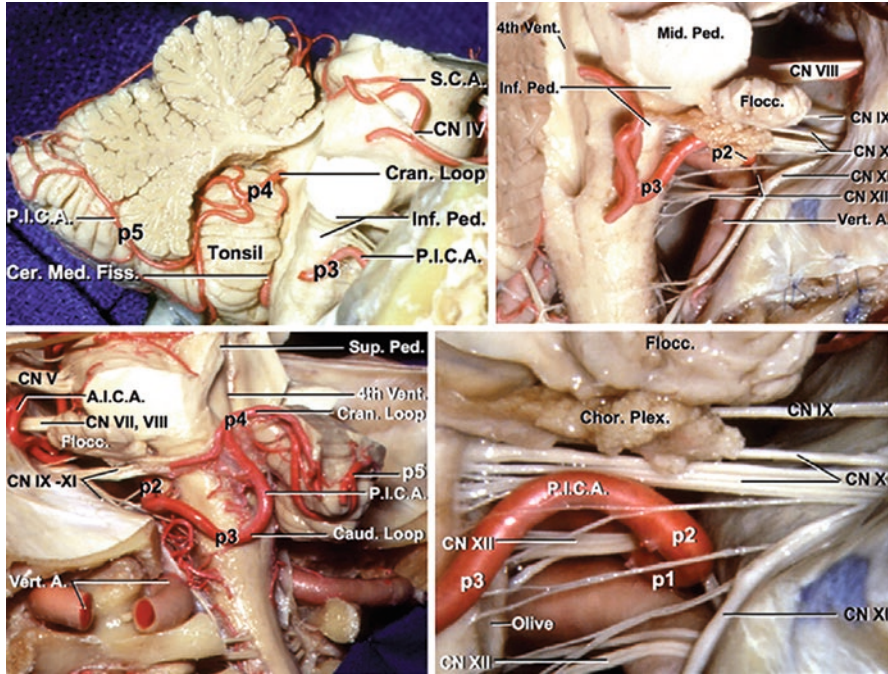 S.C.A.
CN IV
Cran. Loop
p4
P.I.C.A.
p5
Inf. Ped.
Tonsil
p3
P.I.C.A.
Cer. Med. Fiss.
4th Vent.
Mid. Ped.
CN VIII
Inf. Ped.
Flocc.
CN IX
p2
CN X
p3
CN XI
CN XII
Vert. A.
Sup. Ped.
CN V
A.I.C.A.
4th Vent.
p4
Cran. Loop
CN VII, VIII
Flocc.
p5
CN IX -XI
p2
P.I.C.A.
p3
Caud. Loop
Vert. A.
Flocc.
Chor. Plex.
CN IX
CN X
P.I.C.A.
CN XII
p2
p1
p3
CN XI
Olive
CN XII